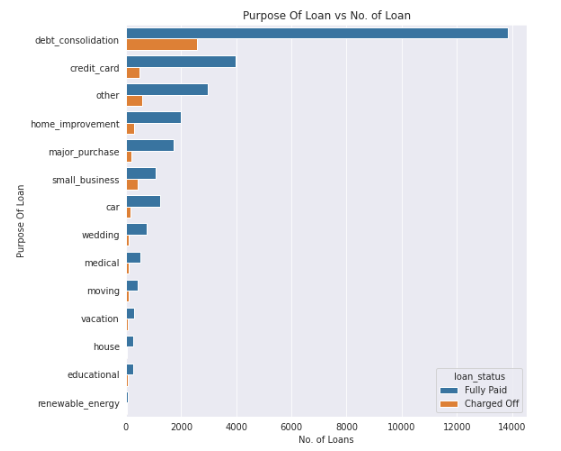 Purpose Of Loan vs No. of Loan
Purpose Of Loan
debt_consolidation
credit_card
other
home_improvement
major_purchase
small_business
car
wedding
medical
moving
vacation
house
educational
renewable_energy
loan_status
Fully Paid
Charged Off
0 2000 4000 6000 8000 10000 12000 14000
No. of Loans